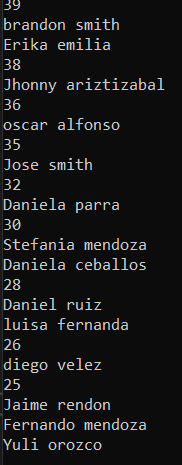 39
brandon smith
Erika emilia
38
Jhonny ariztizabal
36
oscar alfonso
35
Jose smith
32
Daniela parra
30
Stefania mendoza
Daniela ceballos
28
Daniel ruiz
luisa fernanda
26
diego velez
25
Jaime rendon
Fernando mendoza
Yuli orozco